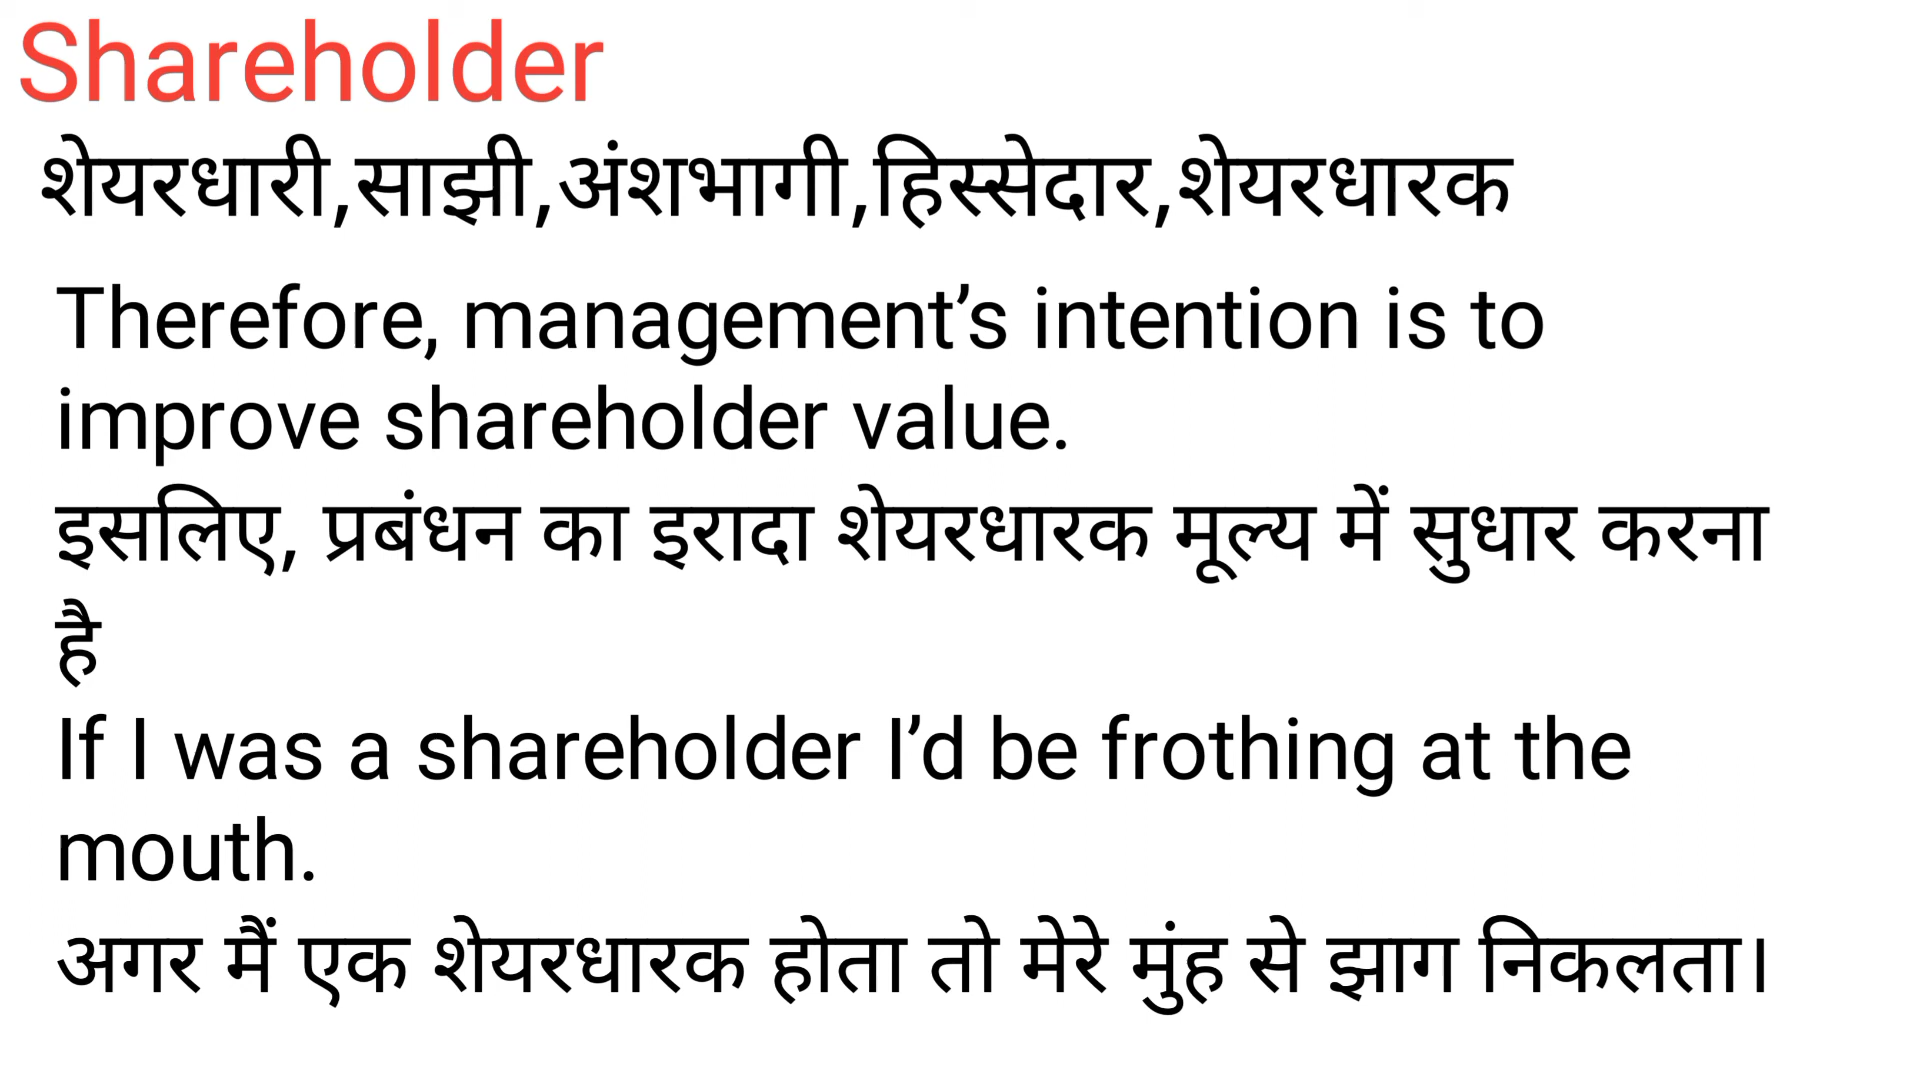 Shareholder
शेयरधारी,साझी,अंशभागी,हिस्सेदार,शेयरधारक
Therefore, management’s intention is to
improve shareholder value.
इसलिए, प्रबंधन का इरादा शेयरधारक मूल्य में सुधार करना
है
If I was a shareholder I’d be frothing at the
mouth.
अगर मैं एक शेयरधारक होता तो मेरे मुंह से झाग निकलता।